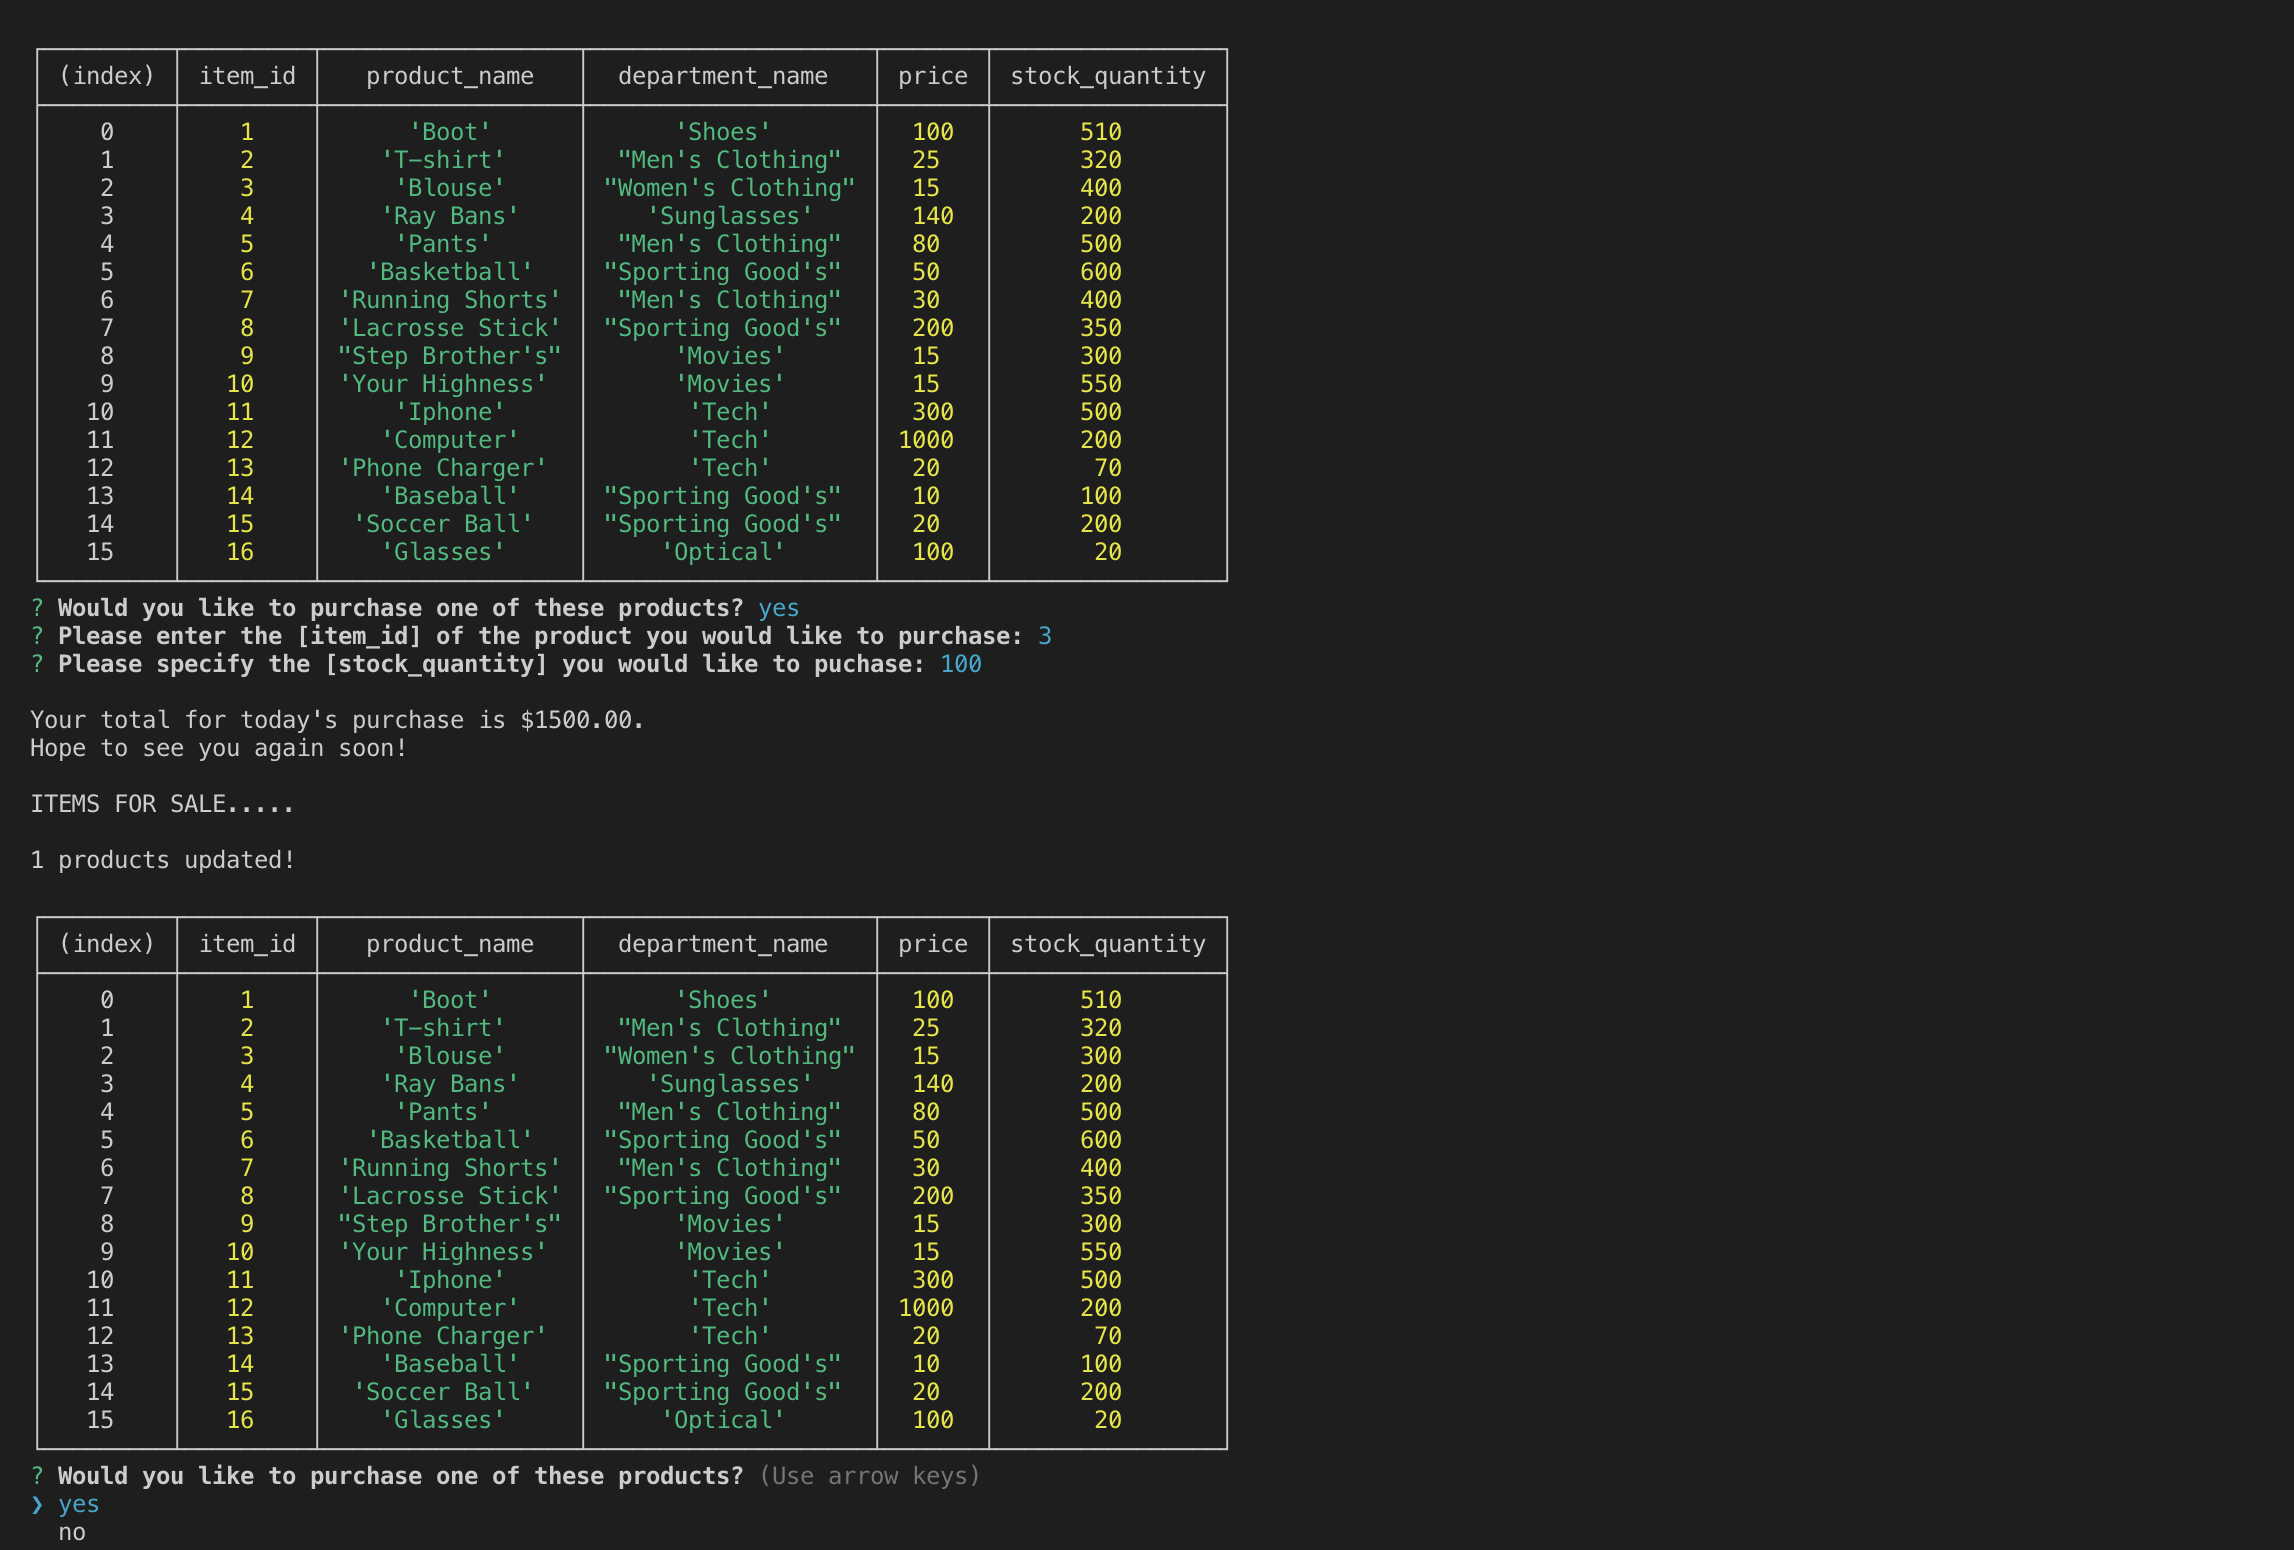 (index) item_id product_name department_name price stock_quantity
0 1 'Boot' 'Shoes' 100 510
1 2 'T-shirt' "Men's Clothing" 25 320
2 3 'Blouse' "Women's Clothing" 15 400
3 4 'Ray Bans' 'Sunglasses' 140 200
4 5 'Pants' "Men's Clothing" 80 500
5 6 'Basketball' "Sporting Good's" 50 600
6 7 'Running Shorts' "Men's Clothing" 30 400
7 8 'Lacrosse Stick' "Sporting Good's" 200 350
8 9 "Step Brother's" 'Movies' 15 300
9 10 'Your Highness' 'Movies' 15 550
10 11 'Iphone' 'Tech' 300 500
11 12 'Computer' 'Tech' 1000 200
12 13 'Phone Charger' 'Tech' 20 70
13 14 'Baseball' "Sporting Good's" 10 100
14 15 'Soccer Ball' "Sporting Good's" 20 200
15 16 'Glasses' 'Optical' 100 20
? Would you like to purchase one of these products? yes
? Please enter the [item_id] of the product you would like to purchase: 3
? Please specify the [stock_quantity] you would like to puchase: 100
Your total for today's purchase is $1500.00.
Hope to see you again soon!
ITEMS FOR SALE.....
1 products updated!
(index) item_id product_name department_name price stock_quantity
0 1 'Boot' 'Shoes' 100 510
1 2 'T-shirt' "Men's Clothing" 25 320
2 3 'Blouse' "Women's Clothing" 15 300
3 4 'Ray Bans' 'Sunglasses' 140 200
4 5 'Pants' "Men's Clothing" 80 500
5 6 'Basketball' "Sporting Good's" 50 600
6 7 'Running Shorts' "Men's Clothing" 30 400
7 8 'Lacrosse Stick' "Sporting Good's" 200 350
8 9 "Step Brother's" 'Movies' 15 300
9 10 'Your Highness' 'Movies' 15 550
10 11 'Iphone' 'Tech' 300 500
11 12 'Computer' 'Tech' 1000 200
12 13 'Phone Charger' 'Tech' 20 70
13 14 'Baseball' "Sporting Good's" 10 100
14 15 'Soccer Ball' "Sporting Good's" 20 200
15 16 'Glasses' 'Optical' 100 20
? Would you like to purchase one of these products? (Use arrow keys)
❯ yes
no